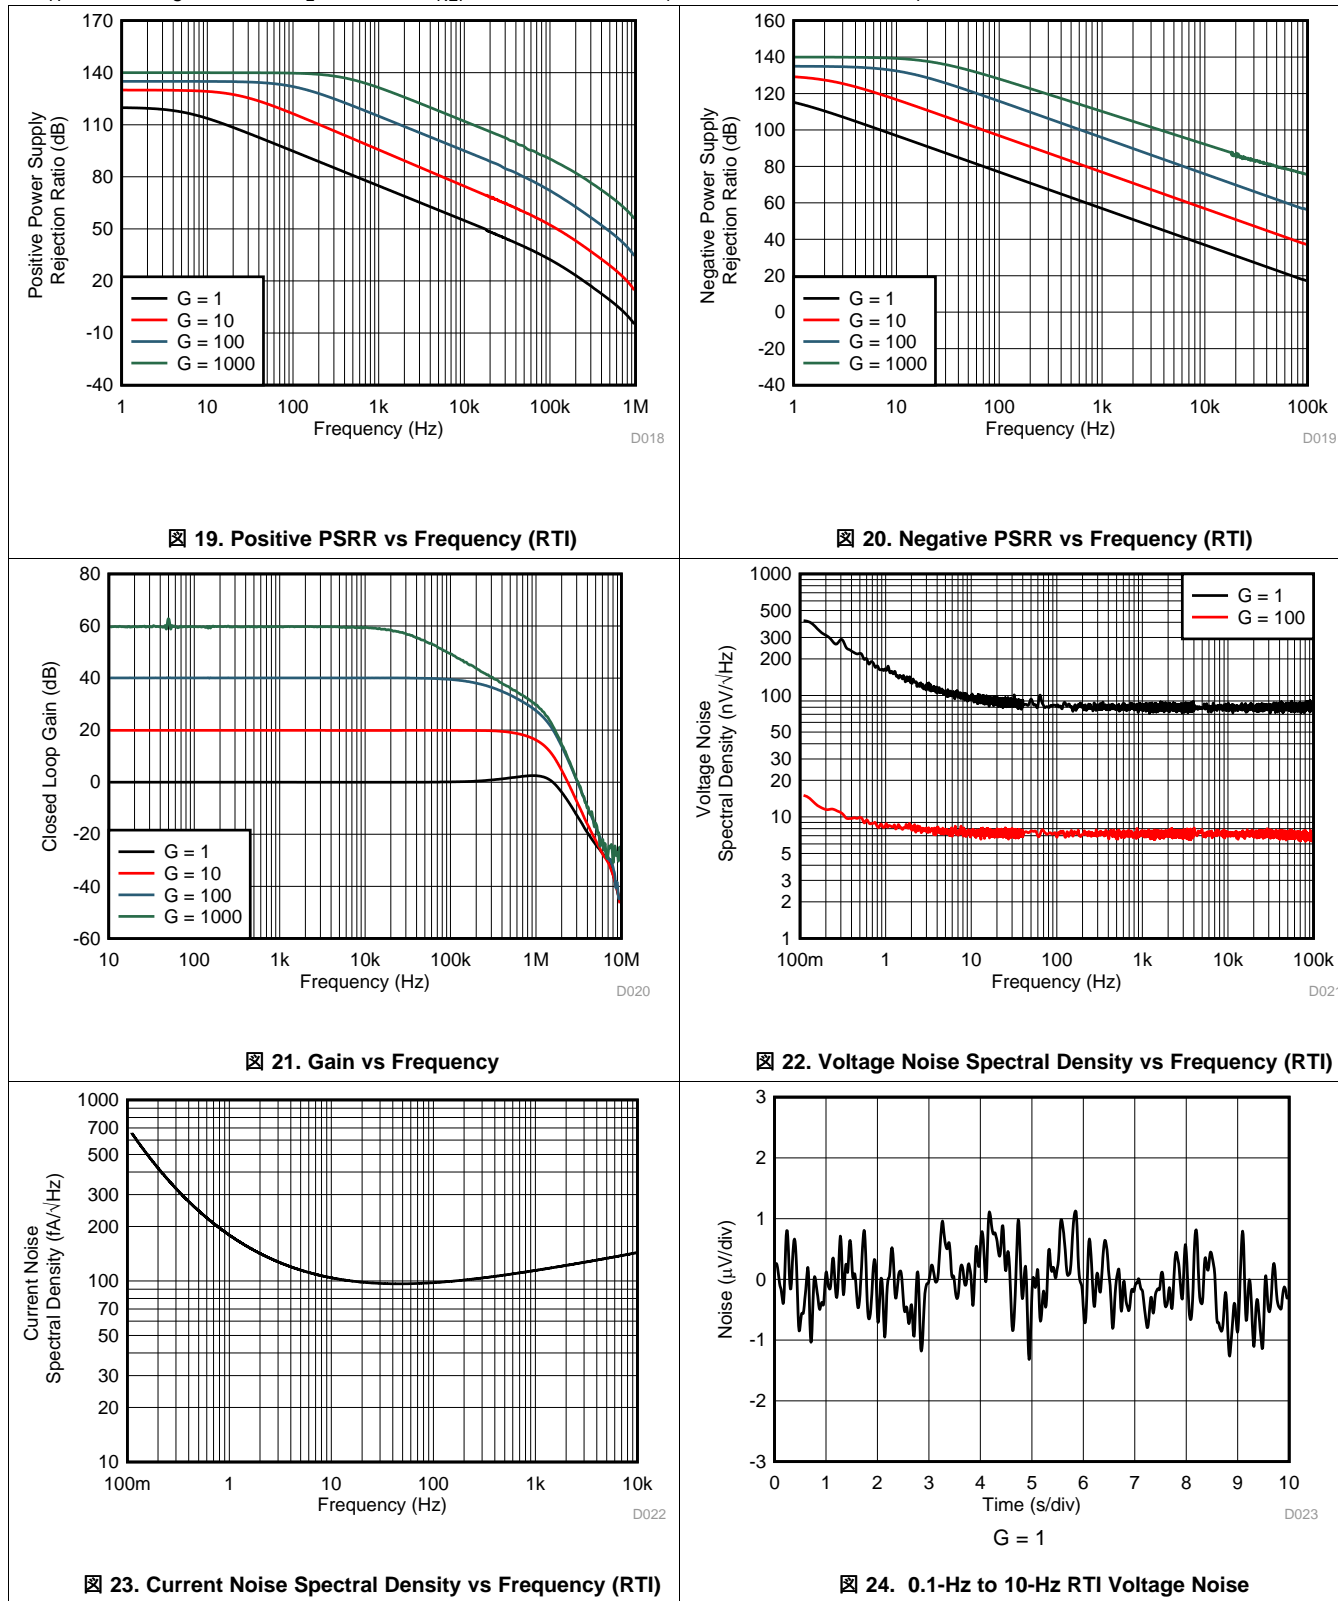 170
140
110
80
50
20
-10
-40
Positive Power Supply
Rejection Ratio (dB)
G = 1
G = 10
G = 100
G = 1000
1 10 100 1k 10k 100k 1M
Frequency (Hz)
D018
図 19. Positive PSRR vs Frequency (RTI)
160
140
120
100
80
60
40
20
0
-20
-40
Negative Power Supply
Rejection Ratio (dB)
G = 1
G = 10
G = 100
G = 1000
1 10 100 1k 10k 100k
Frequency (Hz)
D019
図 20. Negative PSRR vs Frequency (RTI)
80
60
40
20
0
-20
-40
-60
Closed Loop Gain (dB)
G = 1
G = 10
G = 100
G = 1000
10 100 1k 10k 100k 1M 10M
Frequency (Hz)
D020
図 21. Gain vs Frequency
1000
500
300
200
100
50
30
20
10
5
3
2
1
Voltage Noise
Spectral Density (nV/√Hz)
G = 1
G = 100
100m 1 10 100 1k 10k 100k
Frequency (Hz)
D021
図 22. Voltage Noise Spectral Density vs Frequency (RTI)
1000
700
500
300
200
100
70
50
30
20
10
Current Noise
Spectral Density (fA/√Hz)
100m 1 10 100 1k 10k
Frequency (Hz)
D022
図 23. Current Noise Spectral Density vs Frequency (RTI)
3
2
1
0
-1
-2
-3
Noise (μV/div)
0 1 2 3 4 5 6 7 8 9 10
Time (s/div)
D023
G = 1
図 24. 0.1-Hz to 10-Hz RTI Voltage Noise